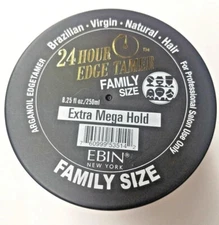 Brazilian • Virgin • Natural • Hair
24 HOUR
EDGE TAMER
TM
FAMILY
SIZE
ARGANOIL EDGETAMER
For Professional Salon Use Only
8.25 fl oz/250ml
Extra Mega Hold
EBIN
NEW YORK
FAMILY SIZE